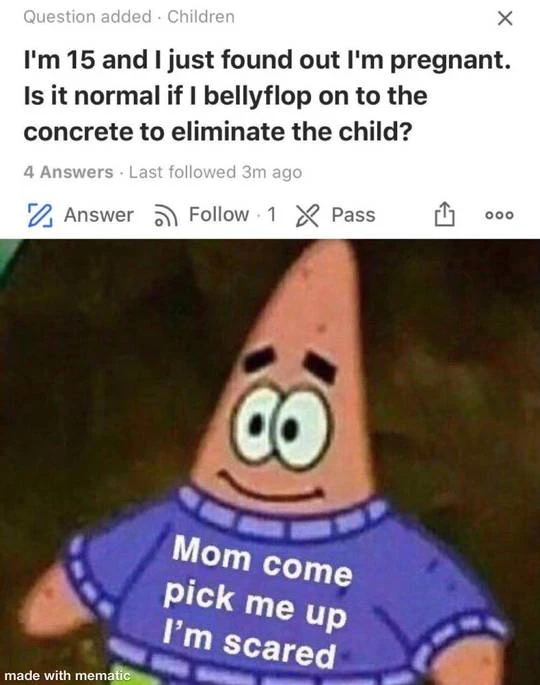 Question added · Children
I'm 15 and I just found out I'm pregnant.
Is it normal if I bellyflop on to the
concrete to eliminate the child?
4 Answers · Last followed 3m ago
Answer Follow · 1 Pass
Mom come
pick me up
I'm scared
made with mematic